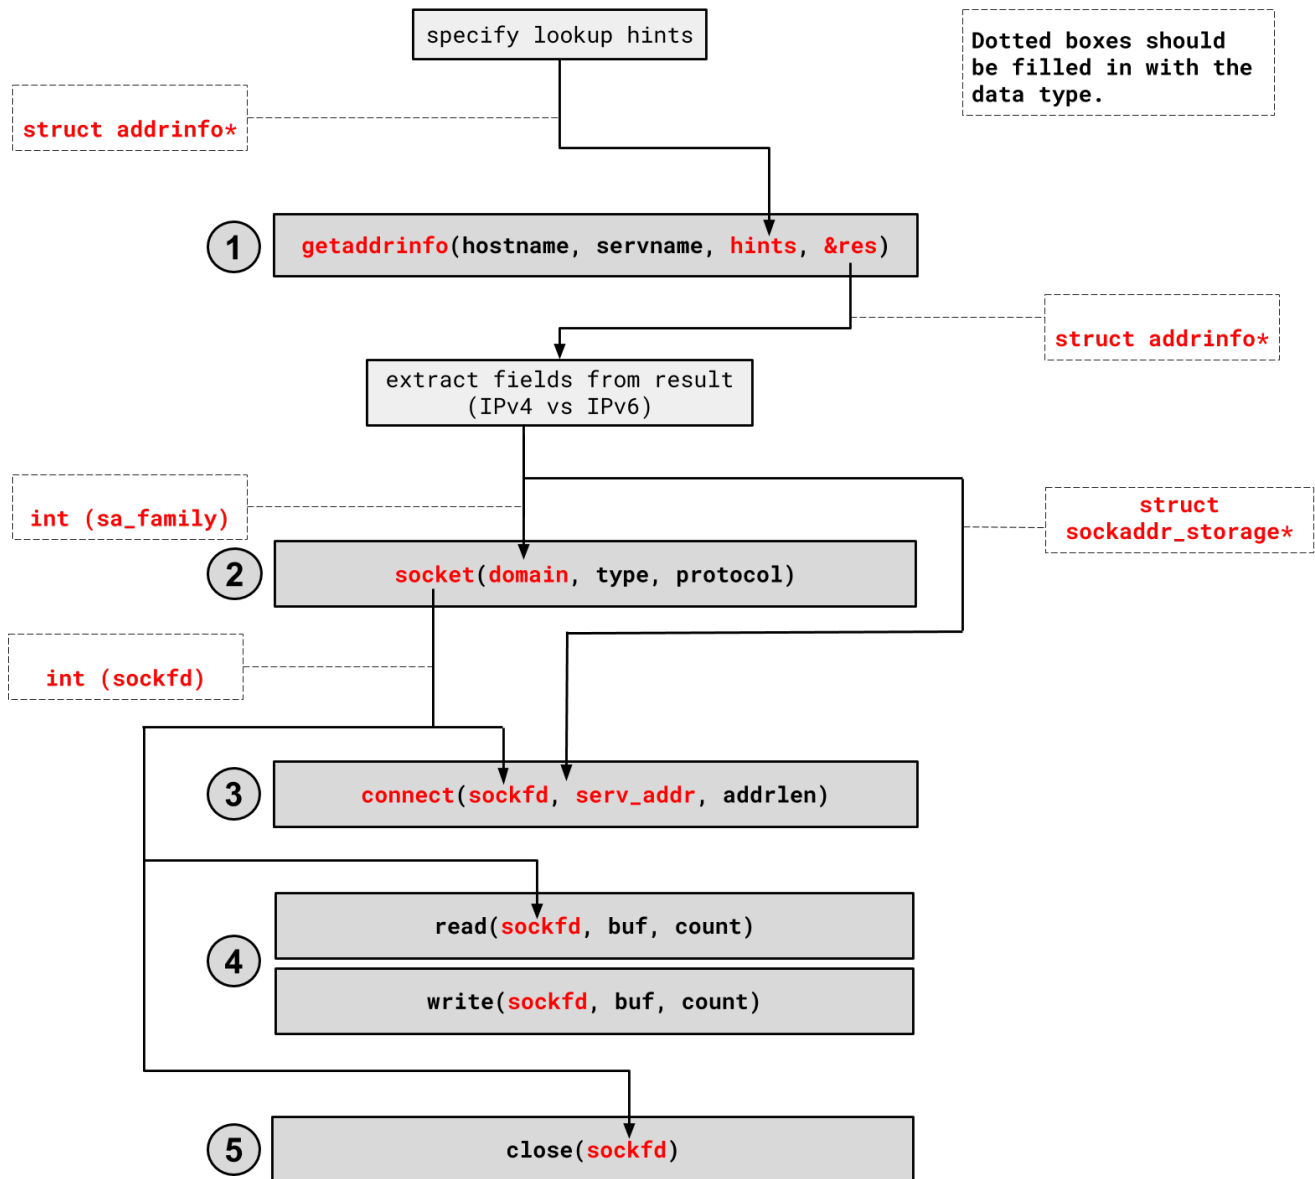 specify lookup hints
Dotted boxes should
be filled in with the
data type.
struct addrinfo*
1
getaddrinfo(hostname, servname, hints, &res)
struct addrinfo*
extract fields from result
(IPv4 vs IPv6)
int (sa_family)
struct
sockaddr_storage*
2
socket(domain, type, protocol)
int (sockfd)
3
connect(sockfd, serv_addr, addrlen)
4
read(sockfd, buf, count)
write(sockfd, buf, count)
5
close(sockfd)